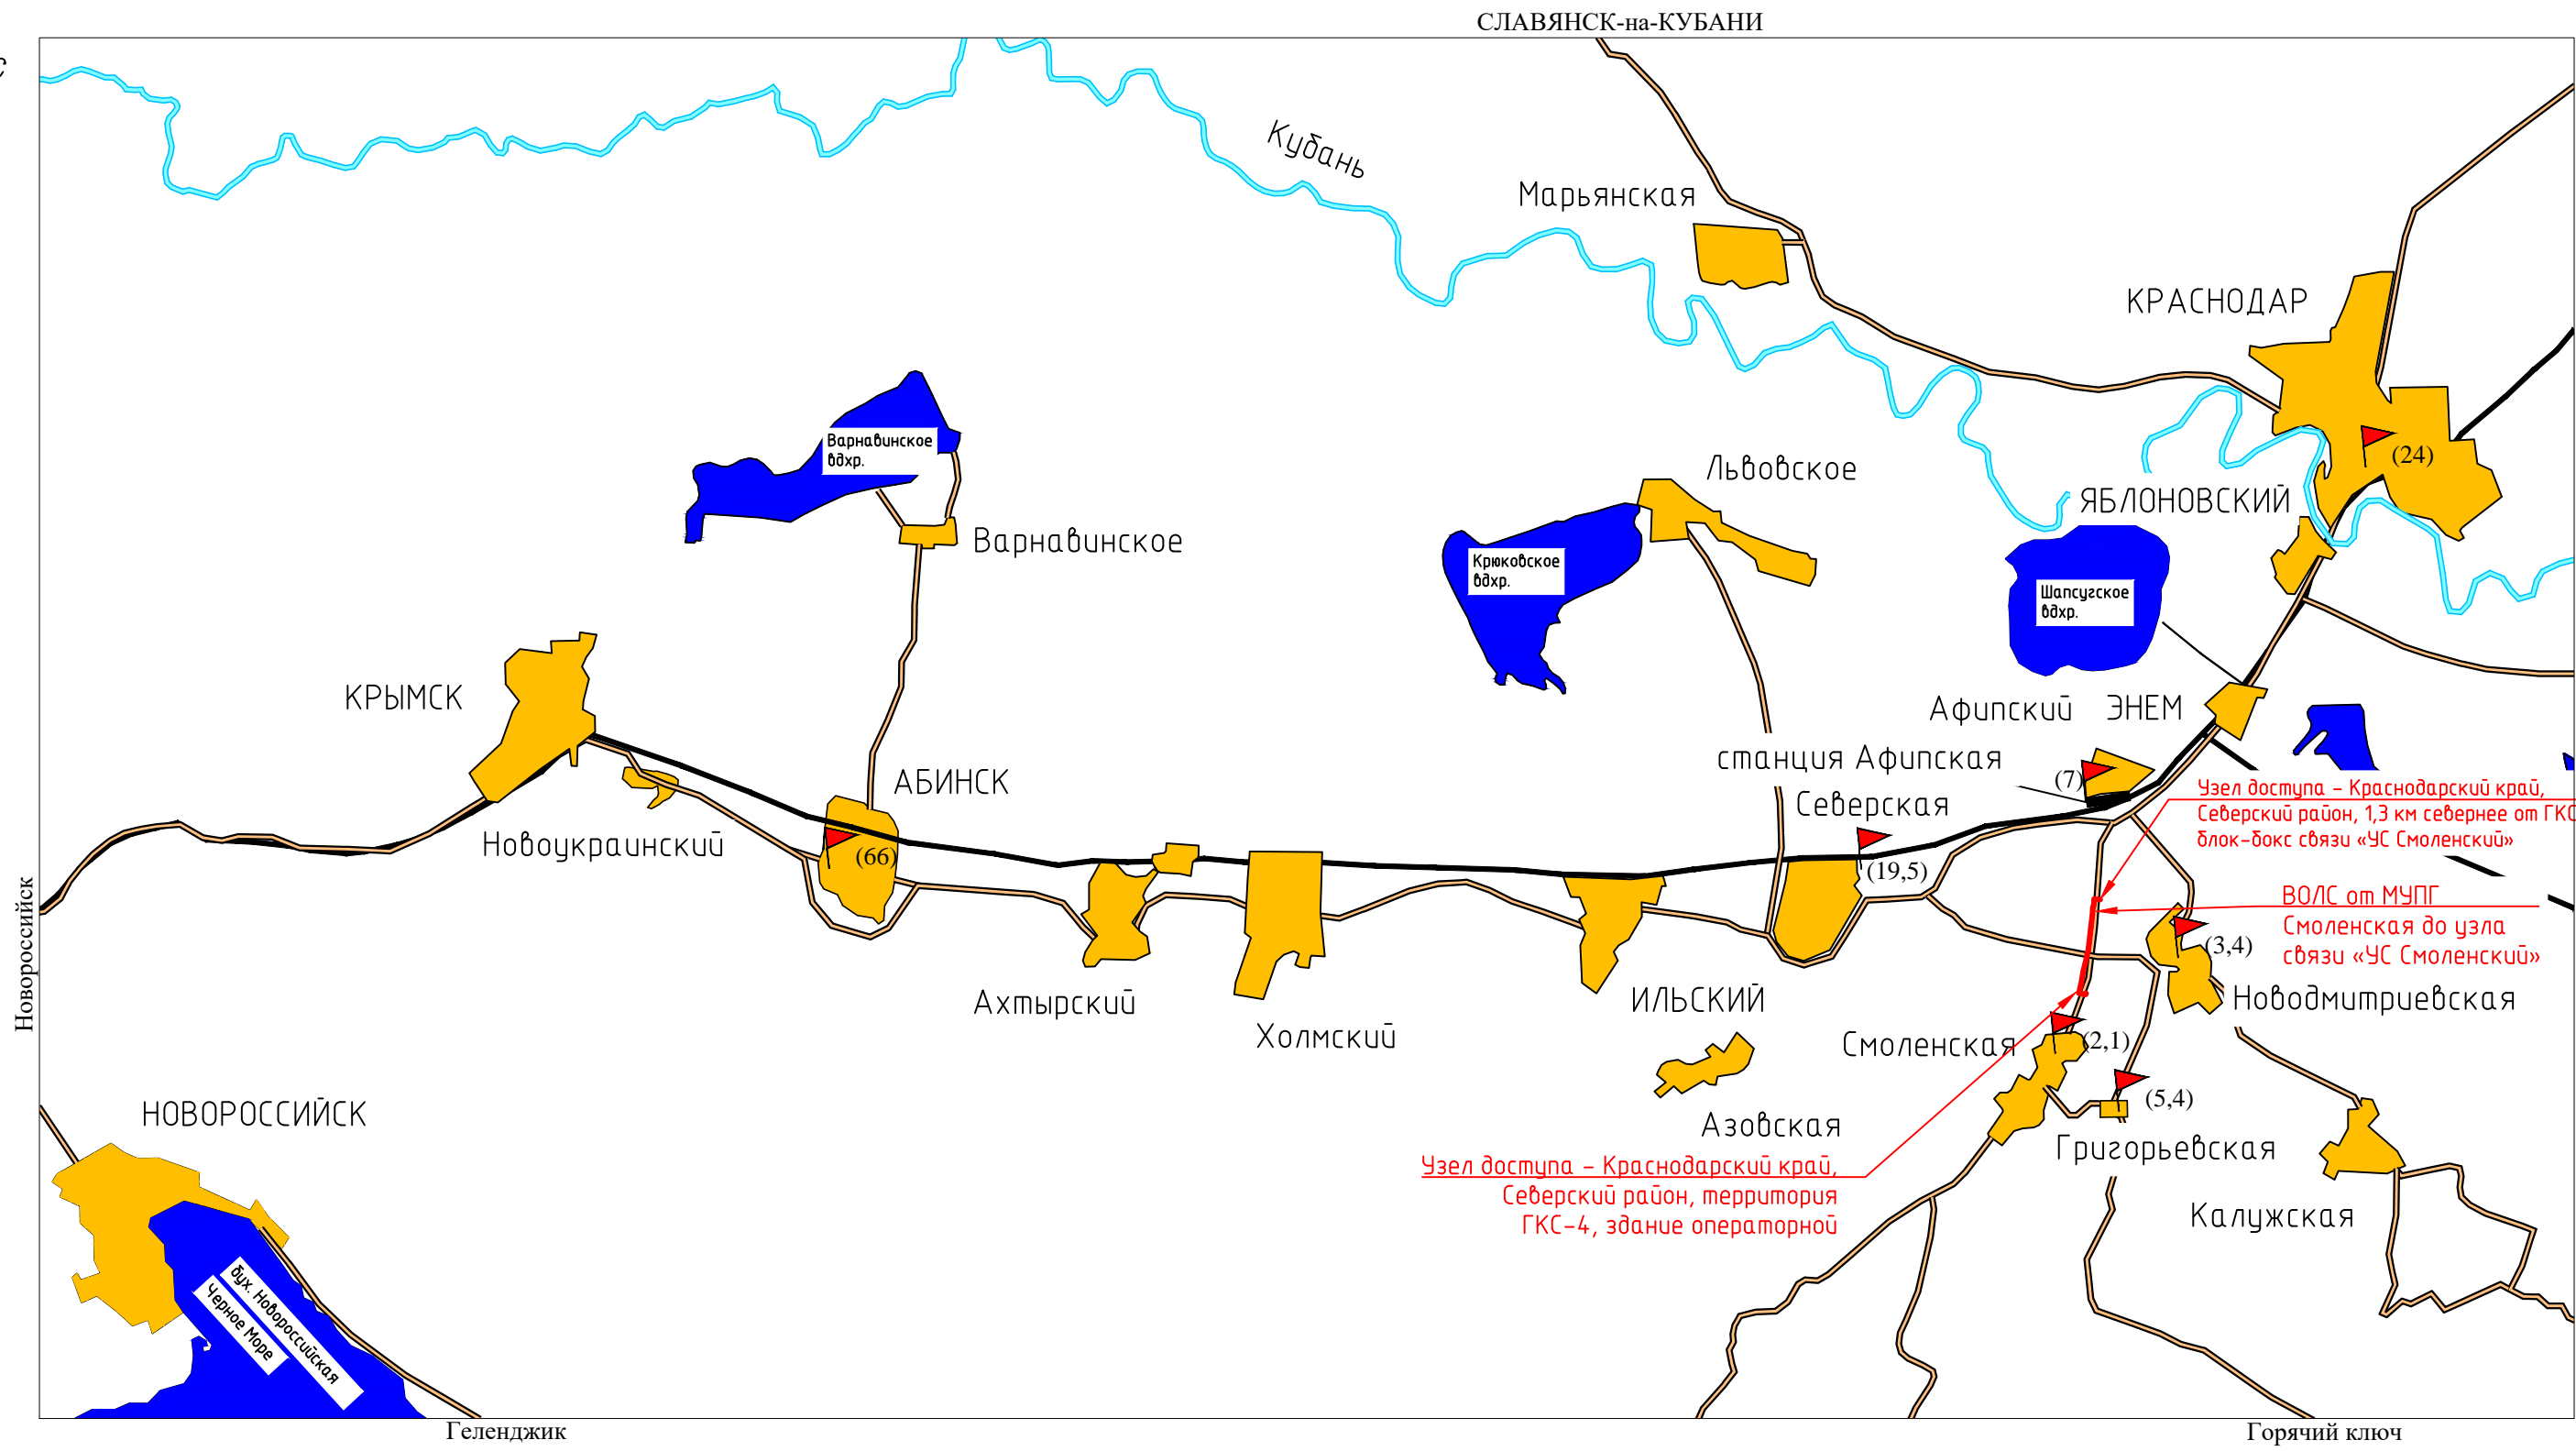 СЛАВЯНСК-на-КУБАНИ
Кубань
Марьянская
КРАСНОДАР
Варнавинское
вдхр.
(24)
Львовское
ЯБЛОНОВСКИЙ
Варнавинское
Крюковское
вдхр.
Шапсугское
вдхр.
КРЫМСК
Афипский
ЭНЕМ
станция Афипская
(7)
АБИНСК
Северская
Узел доступа - Краснодарский край,
Северский район, 1,3 км севернее от ГКС
блок-бокс связи «УС Смоленский»
Новоукраинский
(66)
(19,5)
ВОЛС от МУПГ
Смоленская до узла
связи «УС Смоленский»
Новороссийск
(3,4)
Ахтырский
ИЛЬСКИЙ
Новодмитриевская
Холмский
Смоленская
(2,1)
НОВОРОССИЙСК
(5,4)
Азовская
Григорьевская
Узел доступа - Краснодарский край,
Северский район, территория
ГКС-4, здание операторной
Калужская
бух. Новороссийская
Черное Море
Геленджик
Горячий ключ